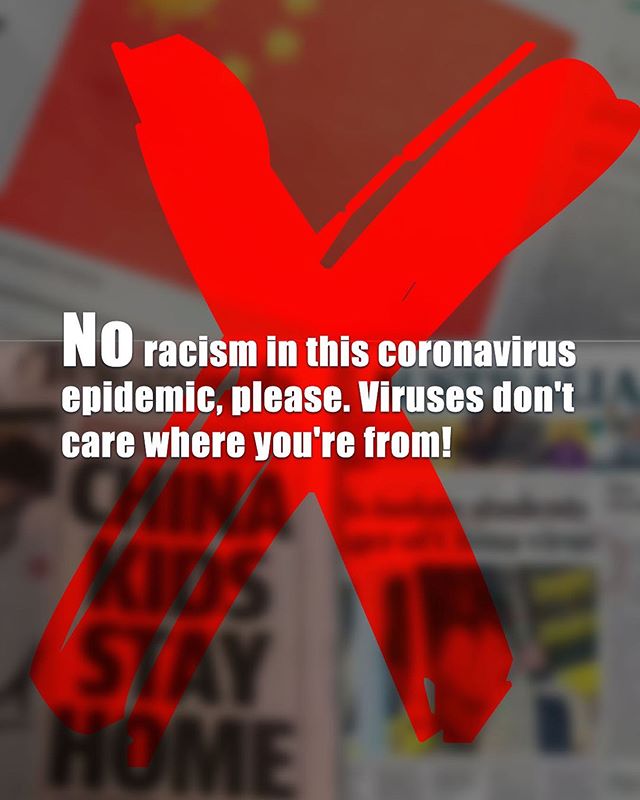 No racism in this coronavirus
epidemic, please. Viruses don't
care where you're from!
CHINA
KIDS
STAY
HOME